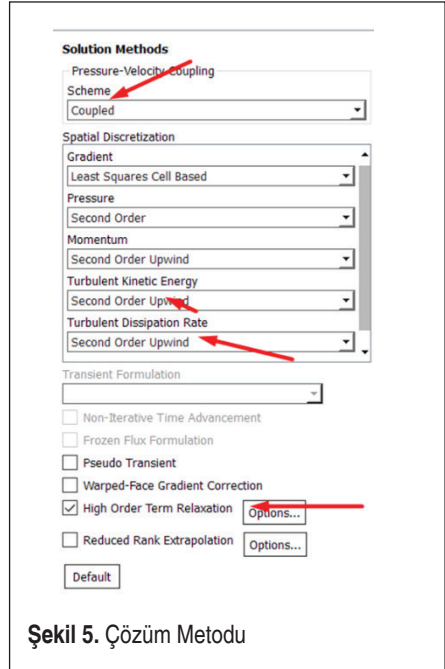 Solution Methods
Pressure-Velocity Coupling
Scheme
Coupled
Spatial Discretization
Gradient
Least Squares Cell Based
Pressure
Second Order
Momentum
Second Order Upwind
Turbulent Kinetic Energy
Second Order Upwind
Turbulent Dissipation Rate
Second Order Upwind
Transient Formulation
Non-Iterative Time Advancement
Frozen Flux Formulation
Pseudo Transient
Warped-Face Gradient Correction
High Order Term Relaxation Options...
Reduced Rank Extrapolation Options...
Default
Şekil 5. Çözüm Metodu